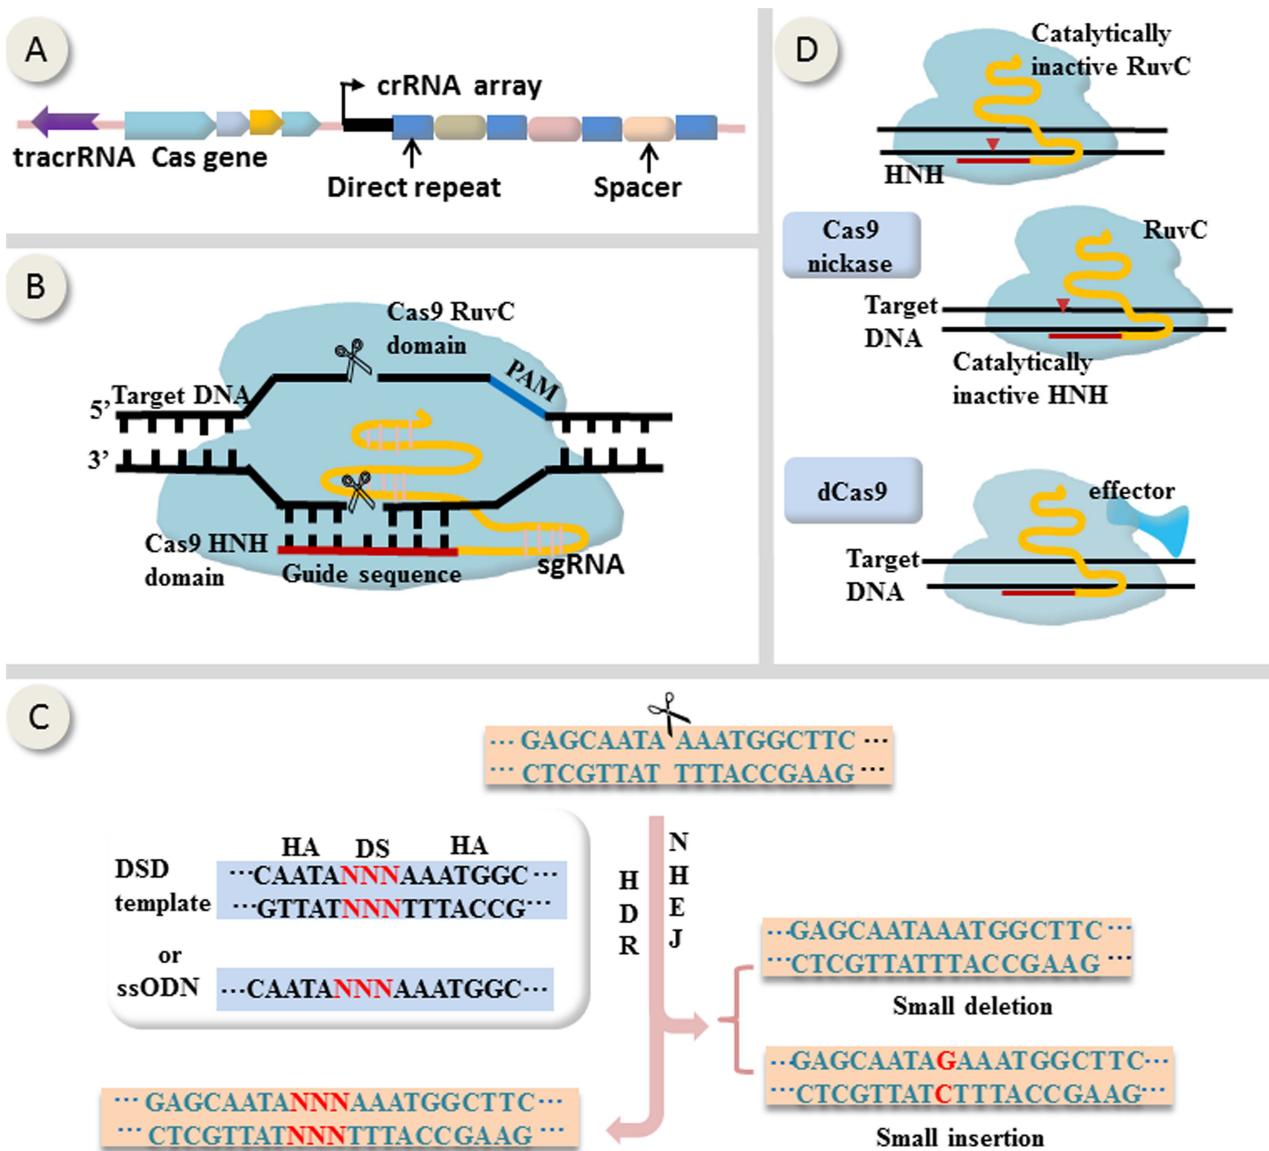 A
crRNA array
tracrRNA Cas gene
Direct repeat
Spacer
B
Cas9 RuvC
domain
PAM
Target DNA
5’
3’
Cas9 HNH
domain
Guide sequence
sgRNA
D
Catalytically
inactive RuvC
HNH
Cas9
nickase
RuvC
Target
DNA
Catalytically
inactive HNH
dCas9
effector
Target
DNA
C
··· GAGCAATA AAATGGCTTC ···
··· CTCGTTAT TTTACCGAAG ···
HA DS HA
DSD
template
···CAATANNNAAATGGC···
···GTTATNNNTTTACCG···
or
ssODN
···CAATANNNAAATGGC···
HDR
NHEJ
···GAGCAATAAATGGCTTC···
···CTCGTTATTTACCGAAG ···
Small deletion
···GAGCAATAGAAATGGCTTC···
···CTCGTTATCTTTACCGAAG···
Small insertion
··· GAGCAATANNNAAATGGCTTC···
··· CTCGTTATNNNTTTACCGAAG···